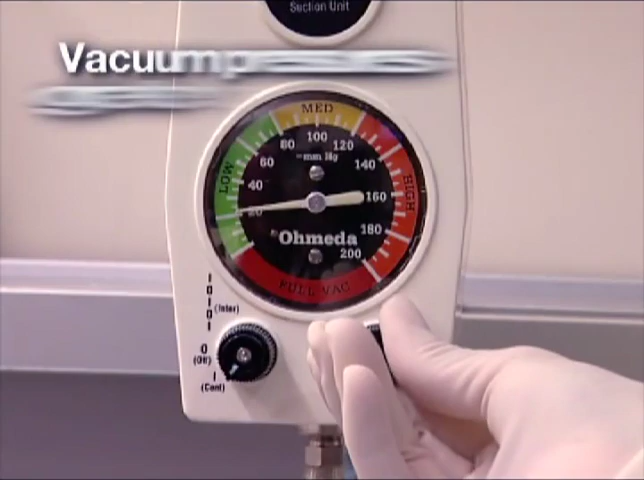 Suction Unit
Vacuum
MED
LOW
HIGH
FULL-VAC
20
40
60
80
100
120
140
160
180
200
mm Hg
Ohmeda
(Inter)
0
(Off)
I
(Cont)